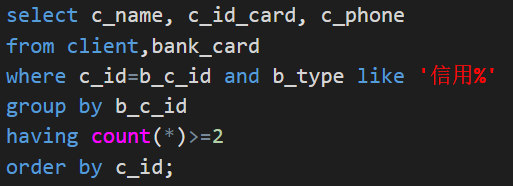 select c_name, c_id_card, c_phone
from client,bank_card
where c_id=b_c_id and b_type like '信用%'
group by b_c_id
having count(*)>=2
order by c_id;